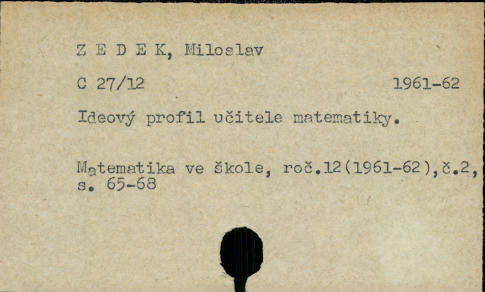 Z E D E K, Miloslav
C 27/12 1961-62
Ideový profil učitele matematiky.
Matematika ve škole, roč.12(1961-62),č.2,
s. 65-68